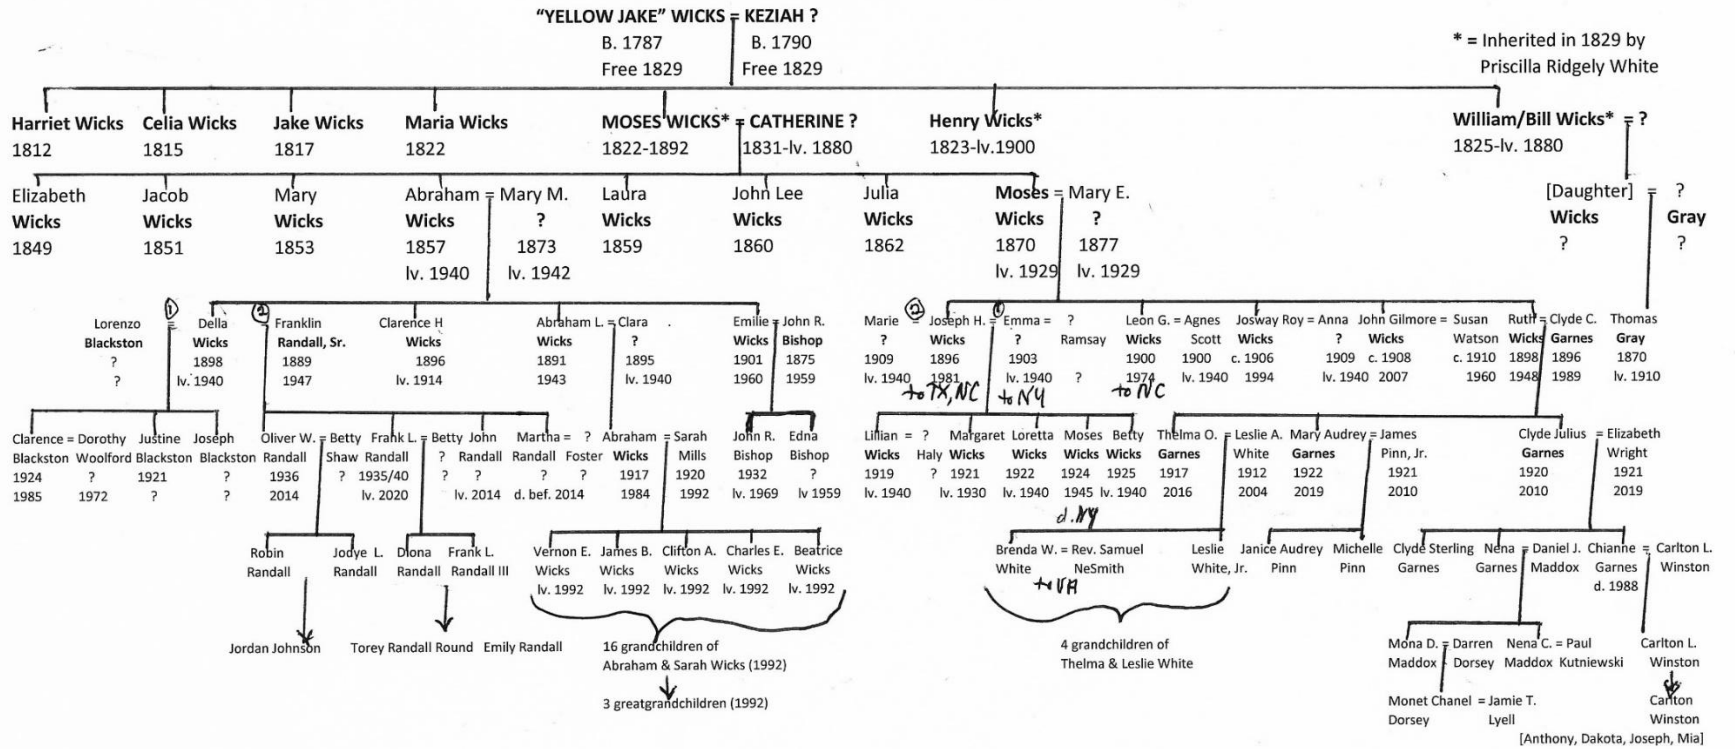 "YELLOW JAKE" WICKS = KEZIAH ?
B. 1787 B. 1790
Free 1829 Free 1829
* = Inherited in 1829 by
Priscilla Ridgely White
Harriet Wicks Celia Wicks Jake Wicks Maria Wicks MOSES WICKS* = CATHERINE ? Henry Wicks* William/Bill Wicks* = ?
1812 1815 1817 1822 1822-1892 1831-lv. 1880 1823-lv.1900 1825-lv. 1880
Elizabeth Jacob Mary Abraham = Mary M. Laura John Lee Julia Moses = Mary E. [Daughter] = ?
Wicks Wicks Wicks Wicks ? Wicks Wicks Wicks Wicks ? Wicks Gray
1849 1851 1853 1857 1873 1859 1860 1862 1870 1877 ? ?
lv. 1940 lv. 1942 lv. 1929 lv. 1929
① ② ② ①
Lorenzo = Della = Franklin Clarence H Abraham L. = Clara Emilie = John R. Marie = Joseph H. = Emma = ? Leon G. = Agnes Josway Roy = Anna John Gilmore = Susan Ruth = Clyde C. Thomas
Blackston Wicks Randall, Sr. Wicks Wicks ? Wicks Bishop ? Wicks ? Ramsay Wicks Scott Wicks ? Wicks Watson Wicks Garnes Gray
? 1898 1889 1896 1891 1895 1901 1875 1909 1896 1903 1900 1900 c. 1906 1909 c. 1908 c. 1910 1898 1896 1870
? lv. 1940 1947 lv. 1914 1943 lv. 1940 1960 1959 lv. 1940 1981 lv. 1940 ? 1974 lv. 1940 1994 lv. 1940 2007 1960 1948 1989 lv. 1910
to TX, NC to NY to NC
Clarence = Dorothy Justine Joseph Oliver W. = Betty Frank L. = Betty John Martha = ? Abraham = Sarah John R. Edna Lillian = ? Margaret Loretta Moses Betty Thelma O. = Leslie A. Mary Audrey = James Clyde Julius = Elizabeth
Blackston Woolford Blackston Blackston Randall Shaw Randall ? Randall Randall Foster Wicks Mills Bishop Bishop Wicks Haly Wicks Wicks Wicks Wicks Garnes White Garnes Pinn, Jr. Garnes Wright
1924 ? 1921 ? 1936 ? 1935/40 ? ? ? ? 1917 1920 1932 ? 1919 ? 1921 1922 1924 1925 1917 1912 1922 1921 1920 1921
1985 1972 ? ? 2014 lv. 2020 lv. 2014 d. bef. 2014 1984 1992 lv. 1969 lv 1959 lv. 1940 lv. 1930 lv. 1940 1945 lv. 1940 2016 2004 2019 2010 2010 2019
d. NY
Robin Jodye L. Diona Frank L. Vernon E. James B. Clifton A. Charles E. Beatrice Brenda W. = Rev. Samuel Leslie Janice Audrey Michelle Clyde Sterling Nena = Daniel J. Chianne = Carlton L.
Randall Randall Randall Randall III Wicks Wicks Wicks Wicks Wicks White NeSmith White, Jr. Pinn Pinn Garnes Garnes Maddox Garnes Winston
lv. 1992 lv. 1992 lv. 1992 lv. 1992 lv. 1992 to VA d. 1988
Jordan Johnson Torey Randall Round Emily Randall 16 grandchildren of 4 grandchildren of Mona D. = Darren Nena C. = Paul Carlton L.
Abraham & Sarah Wicks (1992) Thelma & Leslie White Maddox Dorsey Maddox Kutniewski Winston
3 greatgrandchildren (1992) Monet Chanel = Jamie T. Carlton
Dorsey Lyell Winston
[Anthony, Dakota, Joseph, Mia]